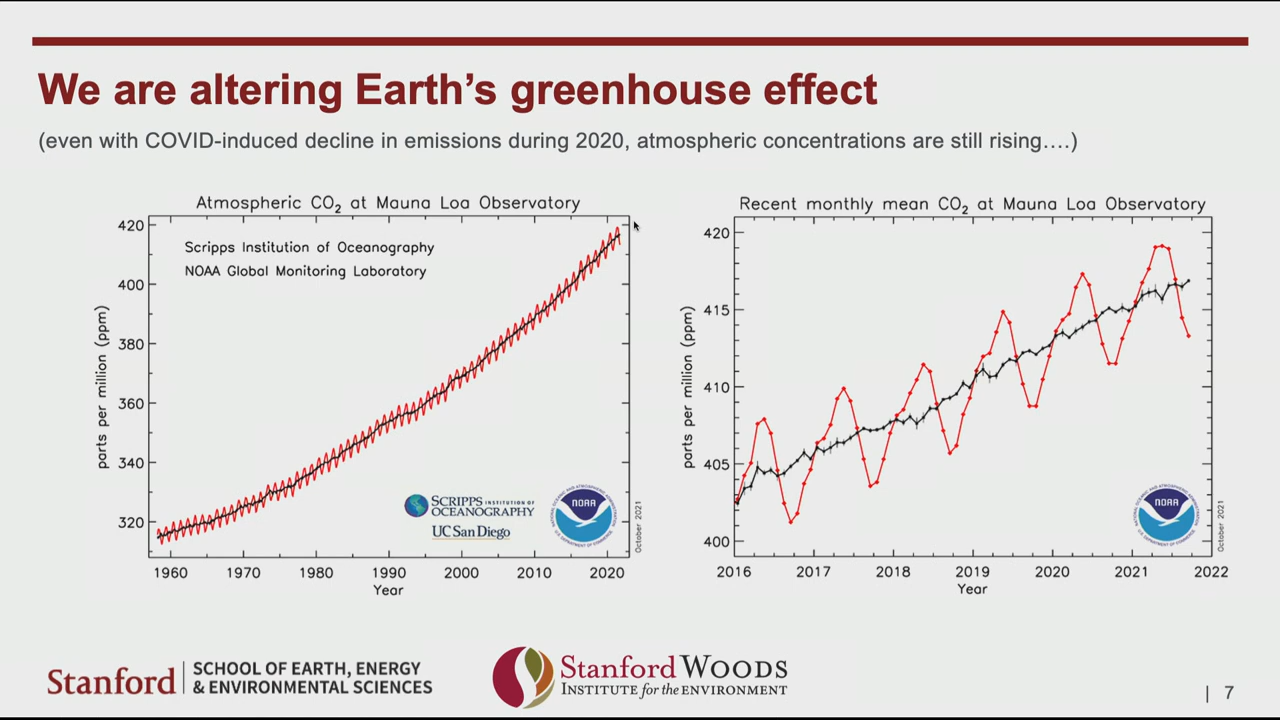 We are altering Earth’s greenhouse effect
(even with COVID-induced decline in emissions during 2020, atmospheric concentrations are still rising….)
Atmospheric CO2 at Mauna Loa Observatory
Scripps Institution of Oceanography
NOAA Global Monitoring Laboratory
parts per million (ppm)
420
400
380
360
340
320
1960 1970 1980 1990 2000 2010 2020
Year
SCRIPPS INSTITUTION OF
OCEANOGRAPHY
UC San Diego
NOAA
October 2021
Recent monthly mean CO2 at Mauna Loa Observatory
parts per million (ppm)
420
415
410
405
400
2016 2017 2018 2019 2020 2021 2022
Year
NOAA
October 2021
Stanford
SCHOOL OF EARTH, ENERGY
& ENVIRONMENTAL SCIENCES
Stanford WOODS
INSTITUTE for the ENVIRONMENT
| 7